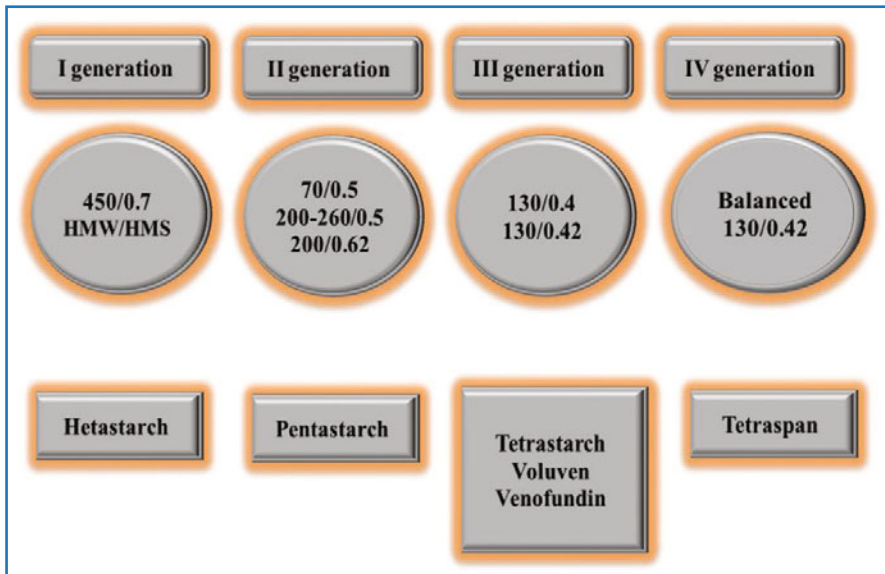 I generation
II generation
III generation
IV generation
450/0.7
HMW/HMS
70/0.5
200-260/0.5
200/0.62
130/0.4
130/0.42
Balanced
130/0.42
Hetastarch
Pentastarch
Tetrastarch
Voluven
Venofundin
Tetraspan